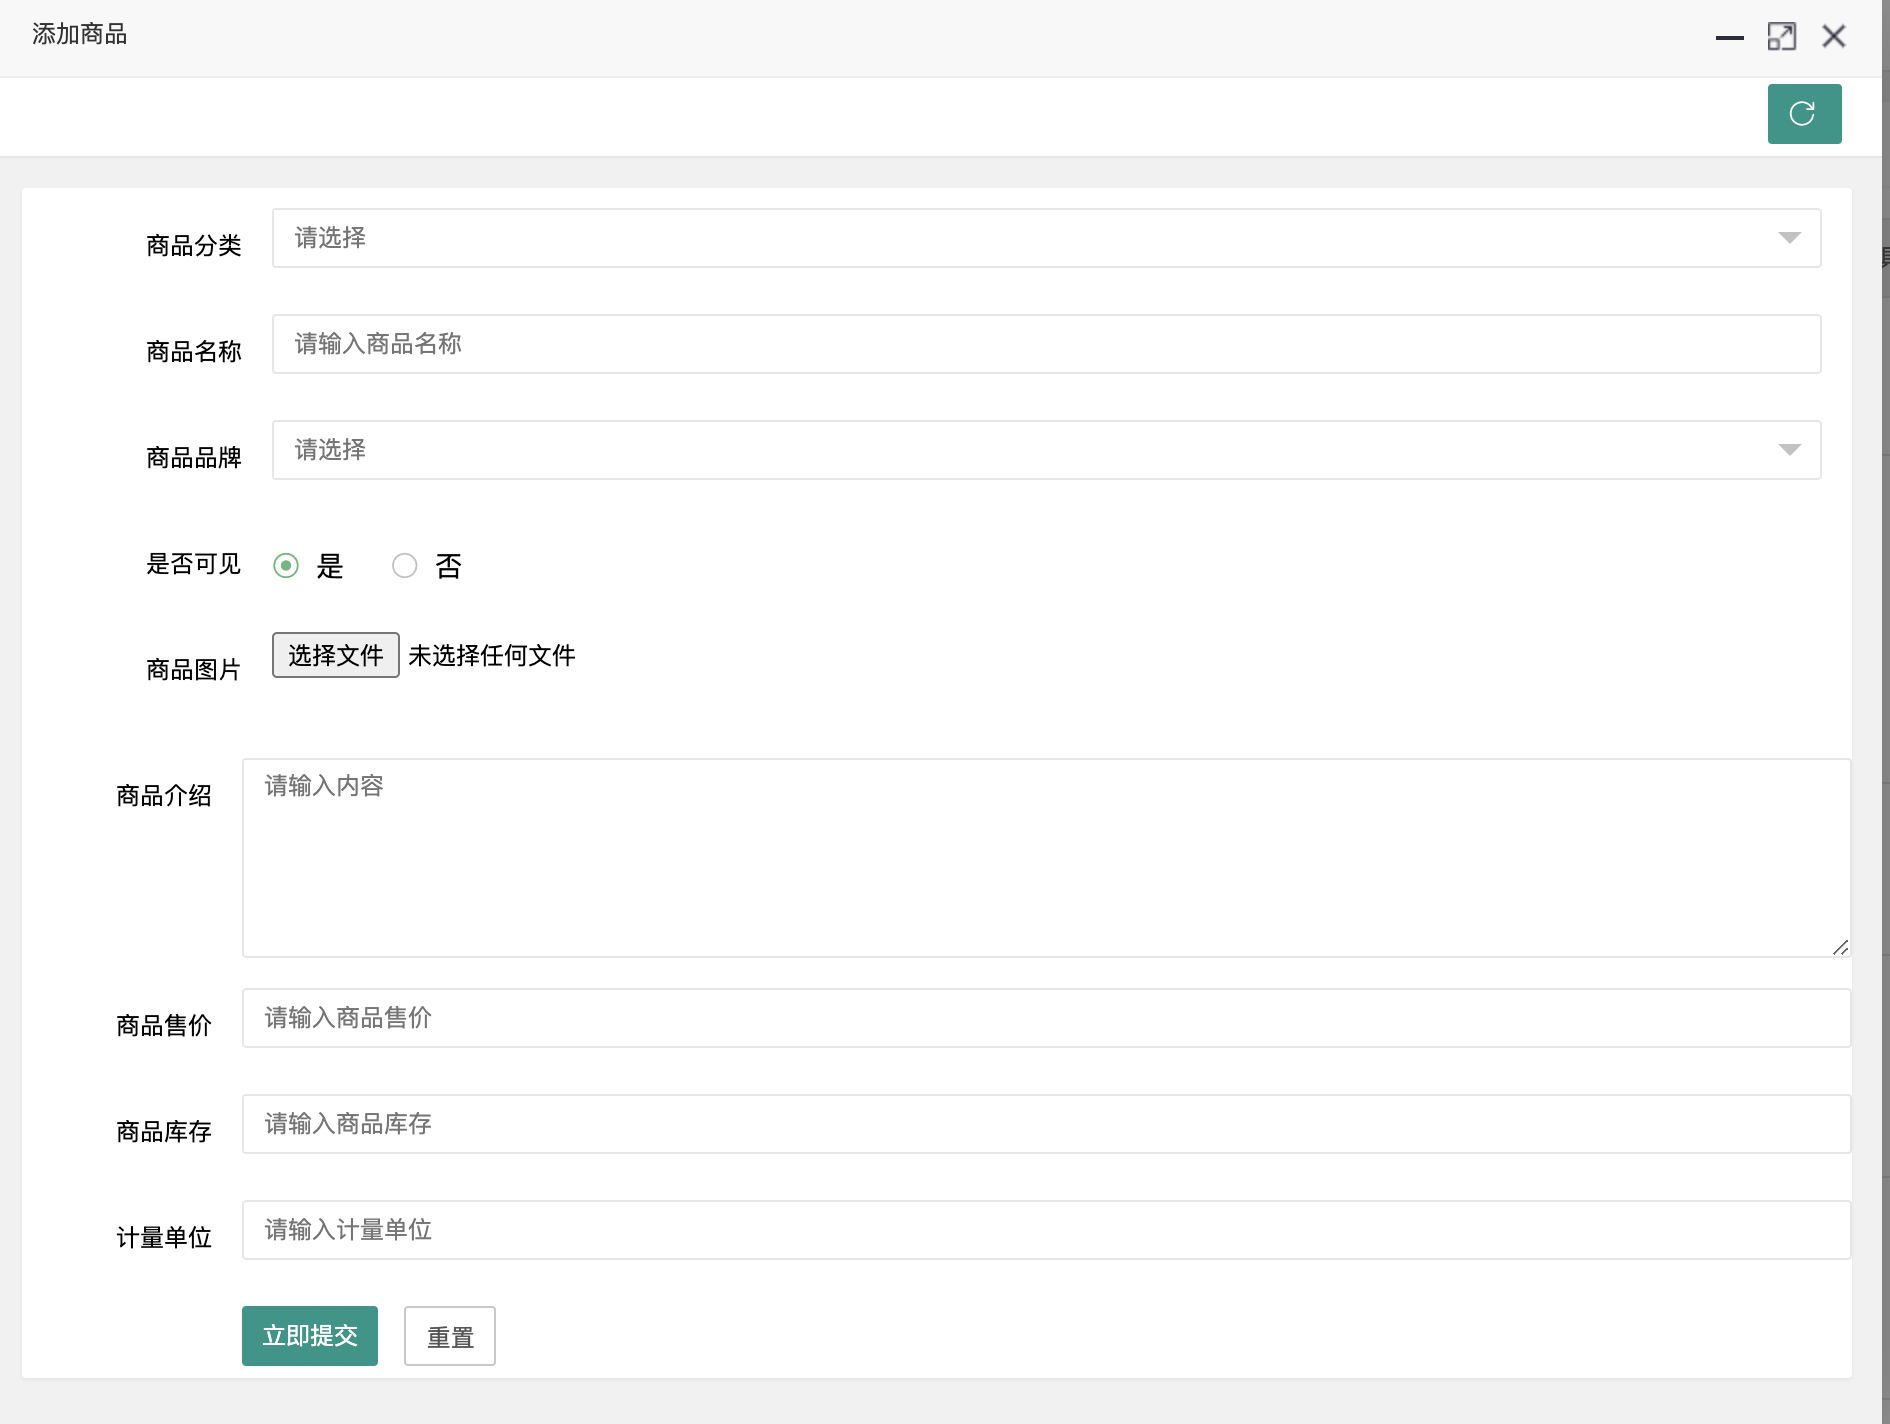 添加商品
商品分类 请选择
商品名称 请输入商品名称
商品品牌 请选择
是否可见 是 否
商品图片 选择文件 未选择任何文件
商品介绍 请输入内容
商品售价 请输入商品售价
商品库存 请输入商品库存
计量单位 请输入计量单位
立即提交 重置